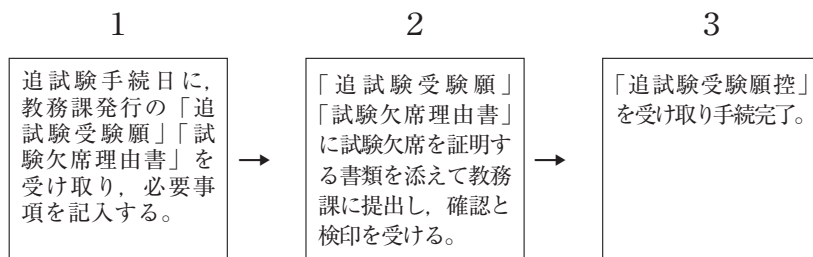 1
追試験手続日に，
教務課発行の「追
試験受験願」「試
験欠席理由書」を
受け取り，必要事
項を記入する。
→
2
「追試験受験願」
「試験欠席理由書」
に試験欠席を証明す
る書類を添えて教務
課に提出し，確認と
検印を受ける。
→
3
「追試験受験願控」
を受け取り手続完了。